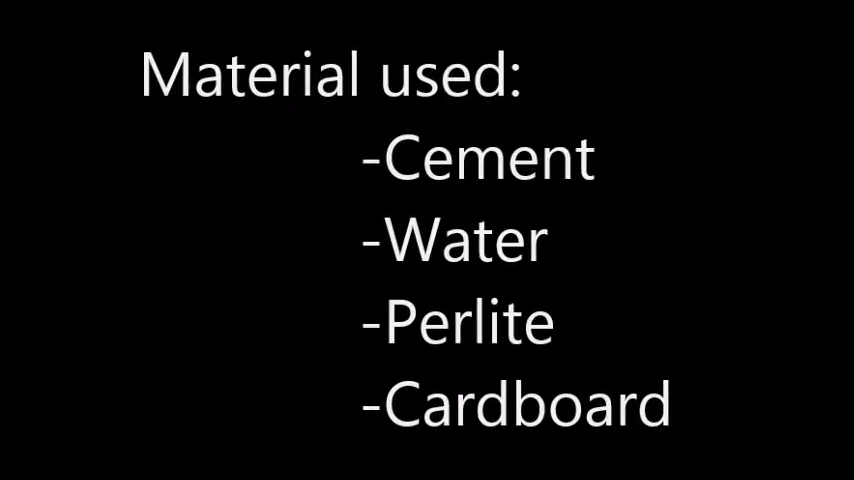 Material used:
-Cement
-Water
-Perlite
-Cardboard